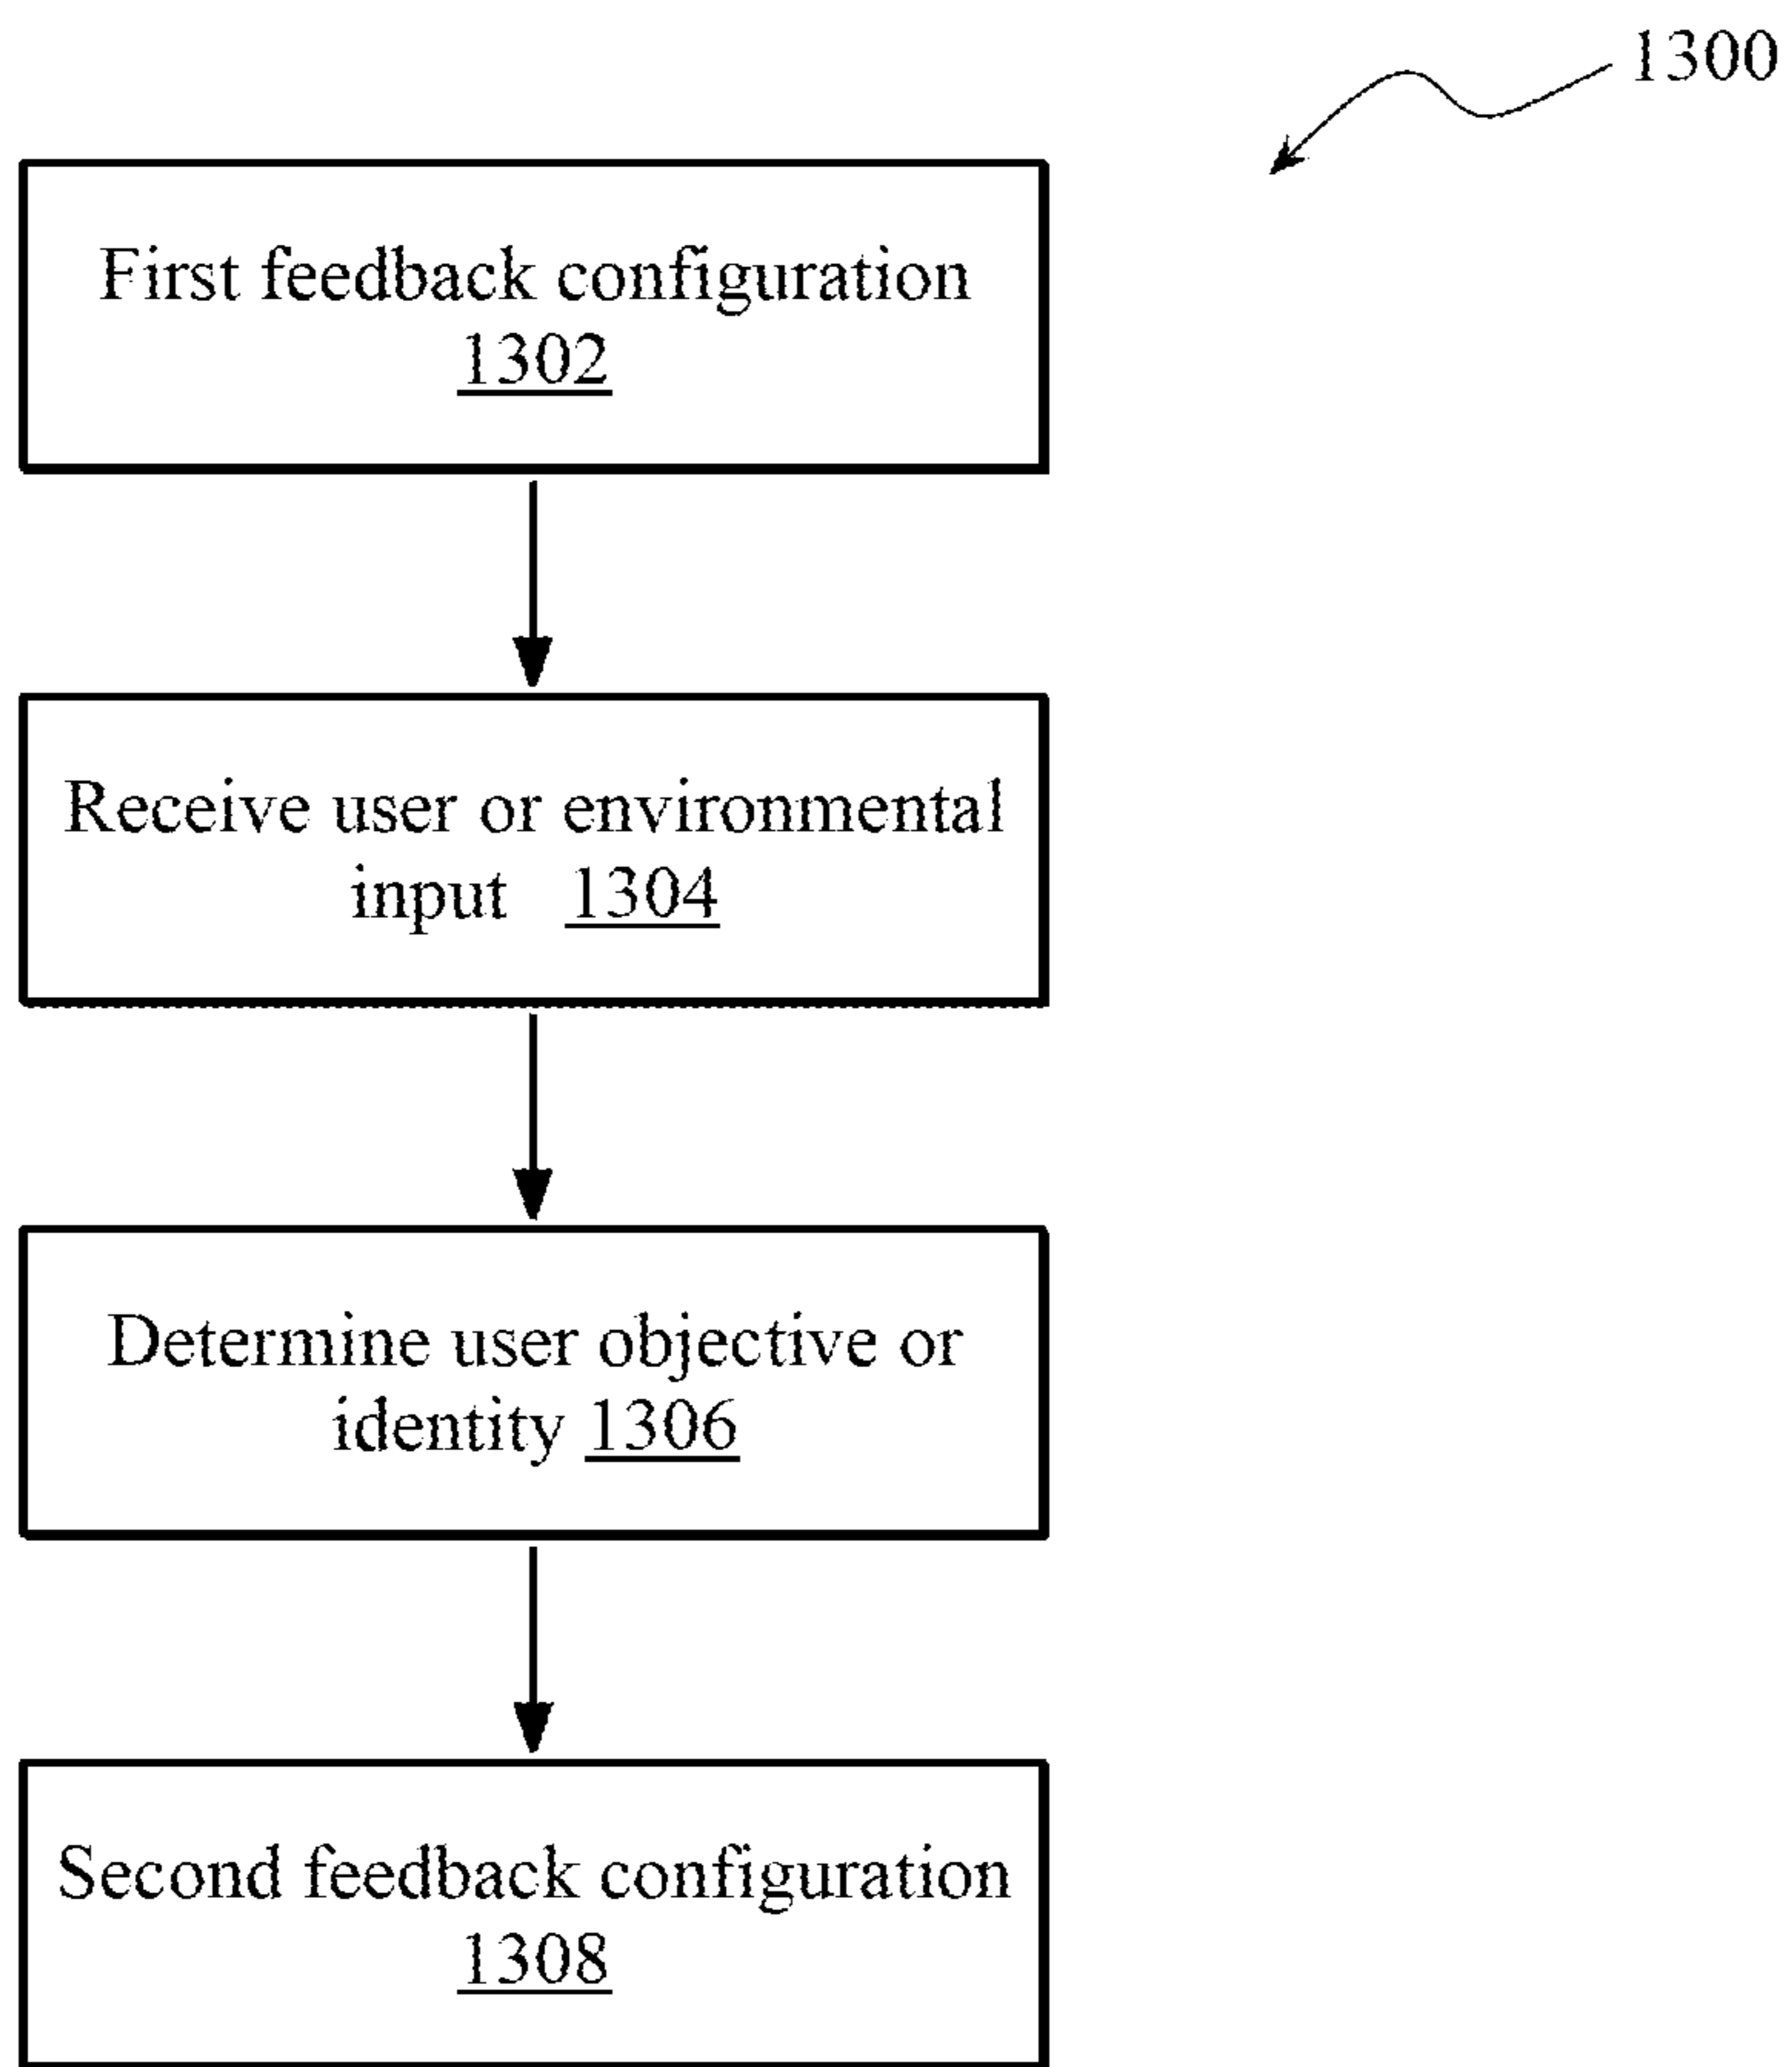 1300
First feedback configuration
1302
Receive user or environmental
input 1304
Determine user objective or
identity 1306
Second feedback configuration
1308